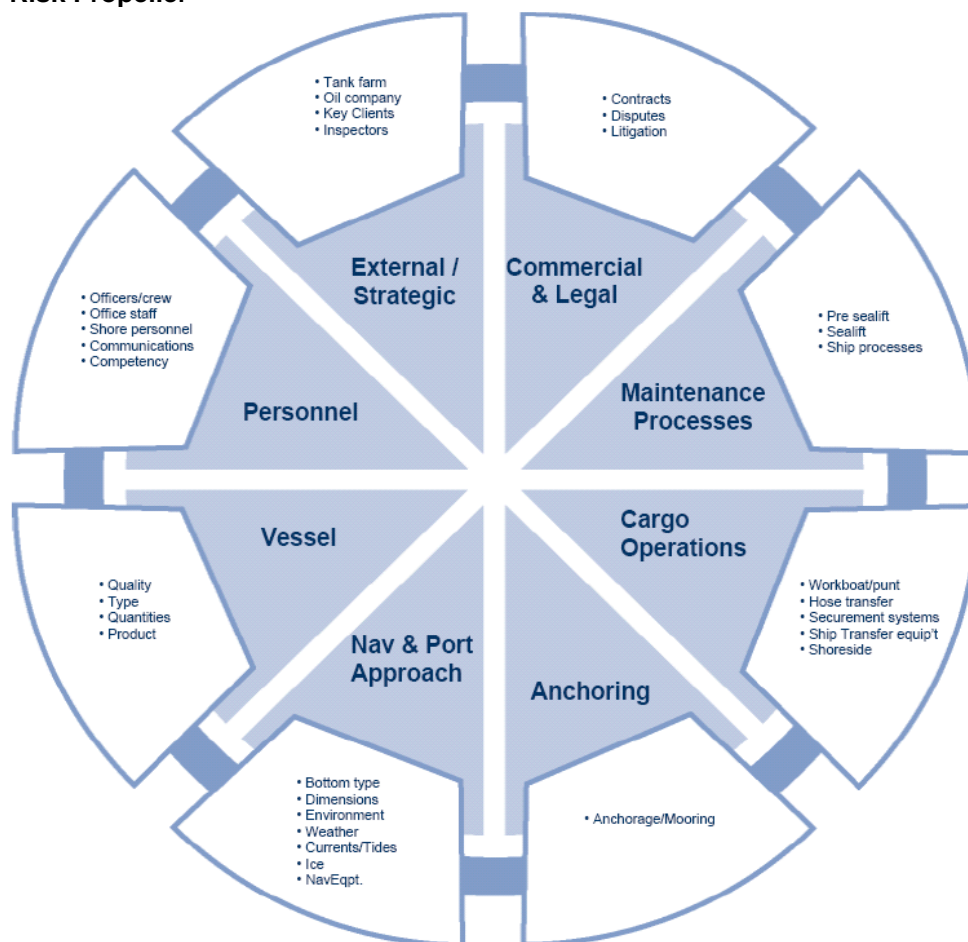 Risk Propeller
• Tank farm
• Oil company
• Key Clients
• Inspectors
External /
Strategic
• Contracts
• Disputes
• Litigation
Commercial
& Legal
• Pre sealift
• Sealift
• Ship processes
Maintenance
Processes
• Workboat/punt
• Hose transfer
• Securement systems
• Ship Transfer equip't
• Shoreside
Cargo
Operations
• Anchorage/Mooring
Anchoring
• Bottom type
• Dimensions
• Environment
• Weather
• Currents/Tides
• Ice
• NavEqpt.
Nav & Port
Approach
• Quality
• Type
• Quantities
• Product
Vessel
• Officers/crew
• Office staff
• Shore personnel
• Communications
• Competency
Personnel